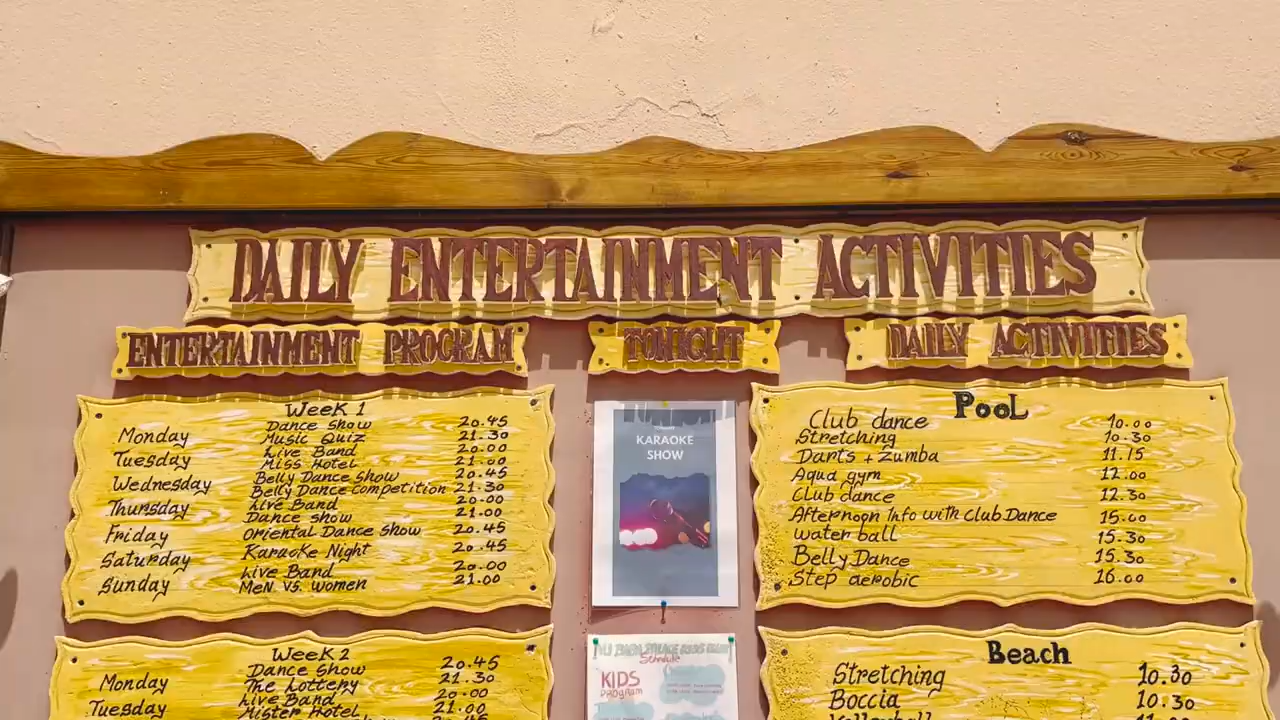 DAILY ENTERTAINMENT ACTIVITIES
ENTERTAINMENT PROGRAM
Week 1
Monday Dance show 20.45
Music Quiz 21.30
Tuesday Live Band 20.00
Miss Hotel 21.00
Wednesday Belly Dance Show 20.45
Belly Dance competition 21.30
Thursday Live Band 20.00
Dance show 21.00
Friday Oriental Dance Show 20.45
Saturday Karaoke Night 20.45
Sunday Live Band 20.00
MeN VS. women 21.00
Week 2
Monday Dance Show 20.45
The Lottery 21.30
Tuesday Live Band 20.00
Mister Hotel 21.00
TONIGHT
KARAOKE
SHOW
Schedule
KIDS
PROGRAM
DAILY ACTIVITIES
POOL
Club dance 10.00
Stretching 10.30
Darts + Zumba 11.15
Aqua gym 12.00
Club dance 12.30
Afternoon Info with Club Dance 15.00
water ball 15.30
Belly Dance 15.30
Step aerobic 16.00
Beach
Stretching 10.30
Boccia 10.30
Volleyball